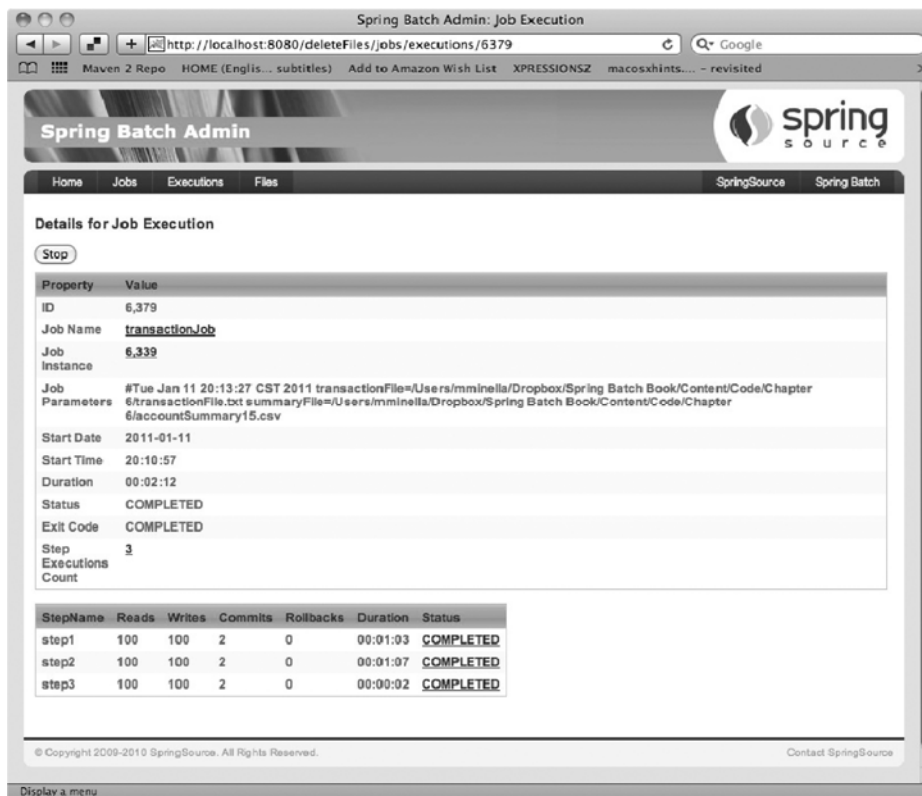 Spring Batch Admin: Job Execution
http://localhost:8080/deleteFiles/jobs/executions/6379
Google
Maven 2 Repo HOME (Englis... subtitles) Add to Amazon Wish List XPRESSIONSZ macosxhints.... – revisited
Spring Batch Admin
spring
source
Home Jobs Executions Files SpringSource Spring Batch
Details for Job Execution
Stop
Property Value
ID 6,379
Job Name transactionJob
Job 6,339
Instance
Job #Tue Jan 11 20:13:27 CST 2011 transactionFile=/Users/mminella/Dropbox/Spring Batch Book/Content/Code/Chapter
Parameters 6/transactionFile.txt summaryFile=/Users/mminella/Dropbox/Spring Batch Book/Content/Code/Chapter
6/accountSummary15.csv
Start Date 2011-01-11
Start Time 20:10:57
Duration 00:02:12
Status COMPLETED
Exit Code COMPLETED
Step 3
Executions
Count
StepName Reads Writes Commits Rollbacks Duration Status
step1 100 100 2 0 00:01:03 COMPLETED
step2 100 100 2 0 00:01:07 COMPLETED
step3 100 100 2 0 00:00:02 COMPLETED
© Copyright 2009-2010 SpringSource. All Rights Reserved. Contact SpringSource
Display a menu